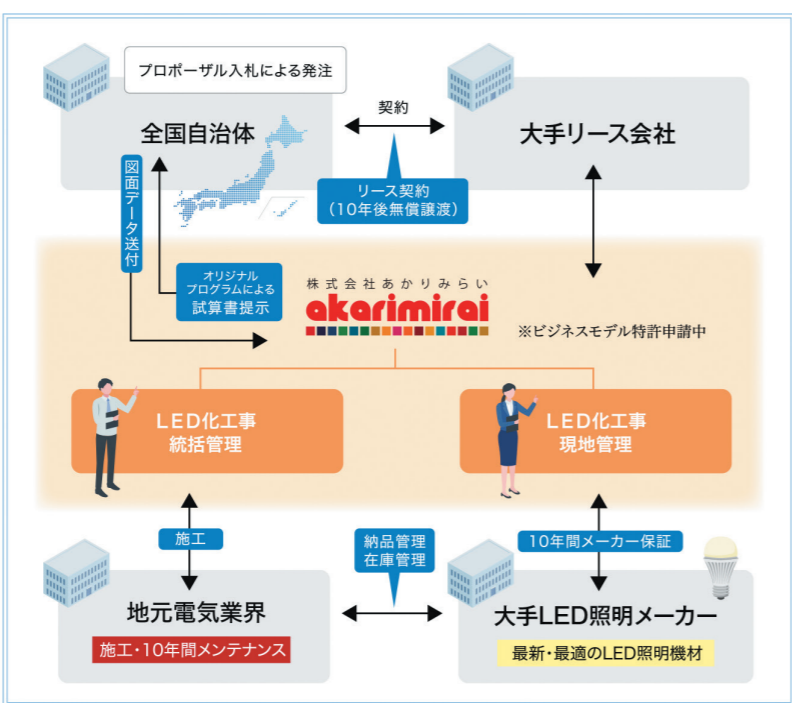 プロポーザル入札による発注
全国自治体
契約
大手リース会社
リース契約
（10年後無償譲渡）
図面データ送付
オリジナル
プログラムによる
試算書提示
株式会社あかりみらい
akarimirai
※ビジネスモデル特許申請中
LED化工事
統括管理
LED化工事
現地管理
施工
納品管理
在庫管理
10年間メーカー保証
地元電気業界
施工・10年間メンテナンス
大手LED照明メーカー
最新・最適のLED照明機材